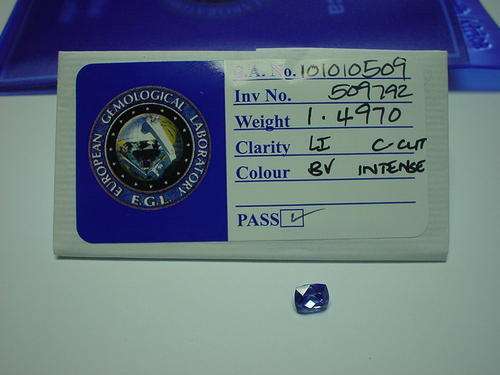 EUROPEAN GEMOLOGICAL LABORATORY
E.G.L.
G.A. No. 101010509
Inv No. 509792
Weight 1.4970
Clarity LI C-CUT
Colour BV INTENSE
PASS ✓